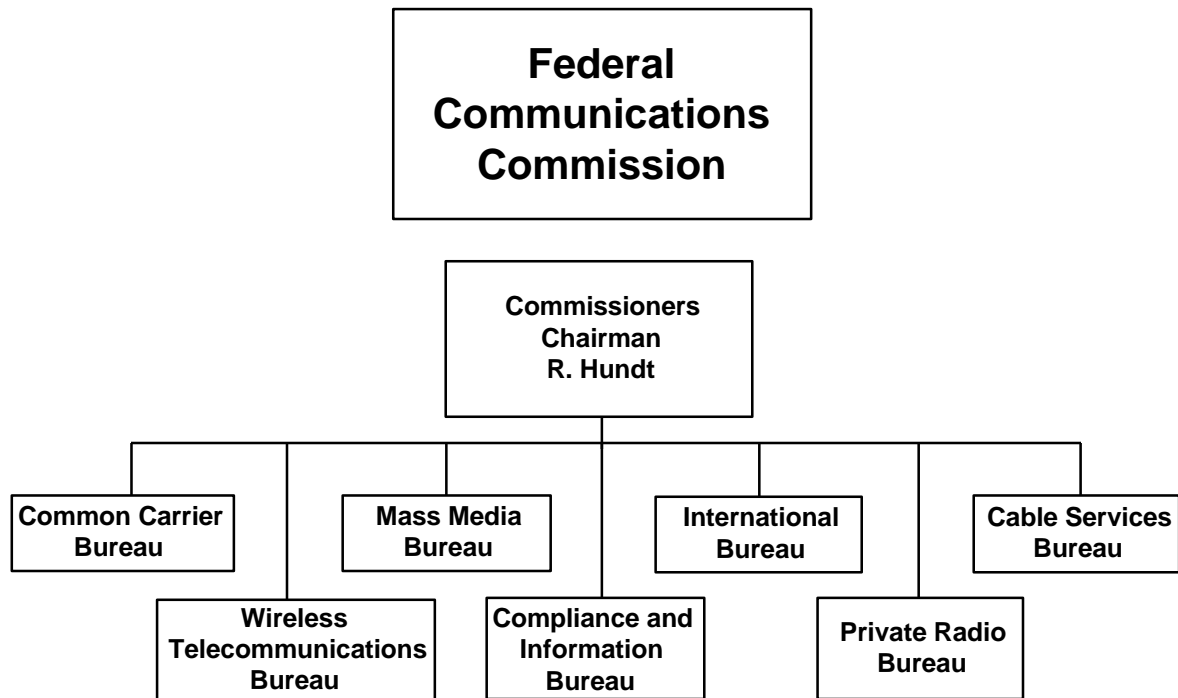 Federal
Communications
Commission
Commissioners
Chairman
R. Hundt
Common Carrier
Bureau
Mass Media
Bureau
International
Bureau
Cable Services
Bureau
Wireless
Telecommunications
Bureau
Compliance and
Information
Bureau
Private Radio
Bureau